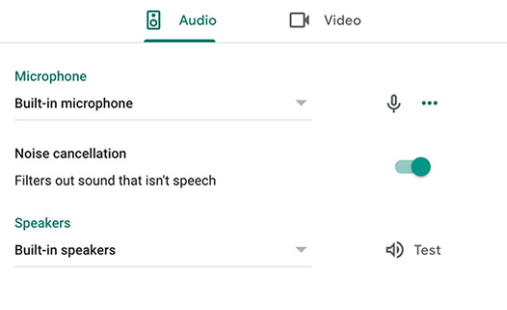 Audio Video
Microphone
Built-in microphone
Noise cancellation
Filters out sound that isn't speech
Speakers
Built-in speakers Test